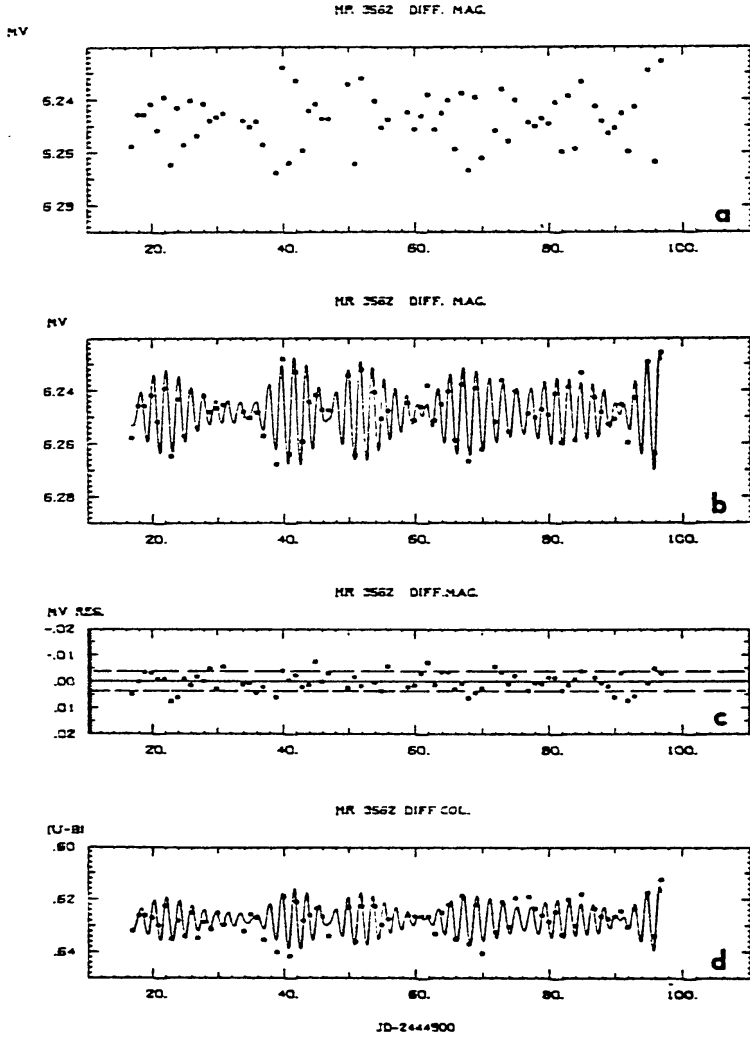 HR 3562 DIFF. MAG.
MV
6.24
6.26
6.28
a
20. 40. 60. 80. 100.
HR 3562 DIFF. MAG.
MV
6.24
6.26
6.28
b
20. 40. 60. 80. 100.
HR 3562 DIFF.MAG.
MV RES.
-.02
-.01
.00
.01
.02
c
20. 40. 60. 80. 100.
HR 3562 DIFF COL.
(U-B)
.60
.62
.64
d
20. 40. 60. 80. 100.
JD-2444900